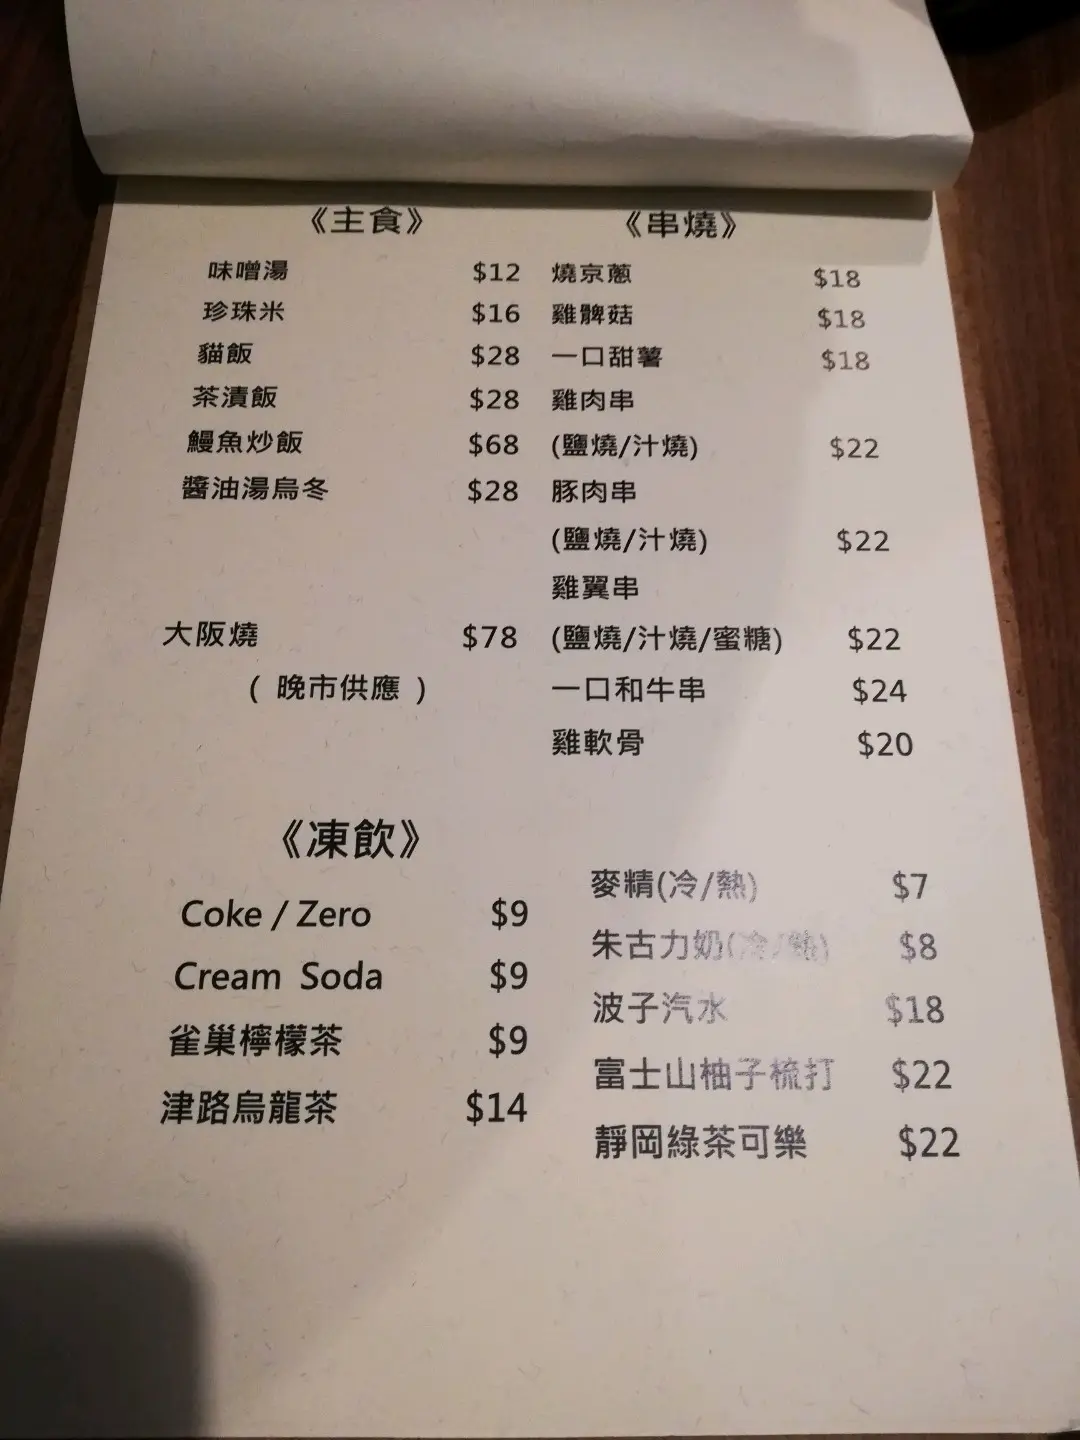 《主食》
味噌湯 $12
珍珠米 $16
貓飯 $28
茶漬飯 $28
鰻魚炒飯 $68
醬油湯烏冬 $28
大阪燒 $78
( 晚市供應 )
《串燒》
燒京蔥 $18
雞髀菇 $18
一口甜薯 $18
雞肉串
(鹽燒/汁燒) $22
豚肉串
(鹽燒/汁燒) $22
雞翼串
(鹽燒/汁燒/蜜糖) $22
一口和牛串 $24
雞軟骨 $20
《凍飲》
Coke / Zero $9
Cream Soda $9
雀巢檸檬茶 $9
津路烏龍茶 $14
麥精(冷/熱) $7
朱古力奶(冷/熱) $8
波子汽水 $18
富士山柚子梳打 $22
靜岡綠茶可樂 $22